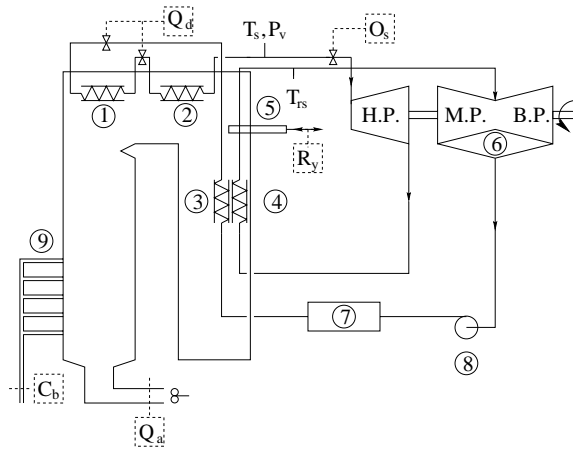 Q_d
T_s, P_v
O_s
1
2
5
T_rs
R_y
H.P.
M.P.
B.P.
6
3
4
9
7
8
C_b
Q_a